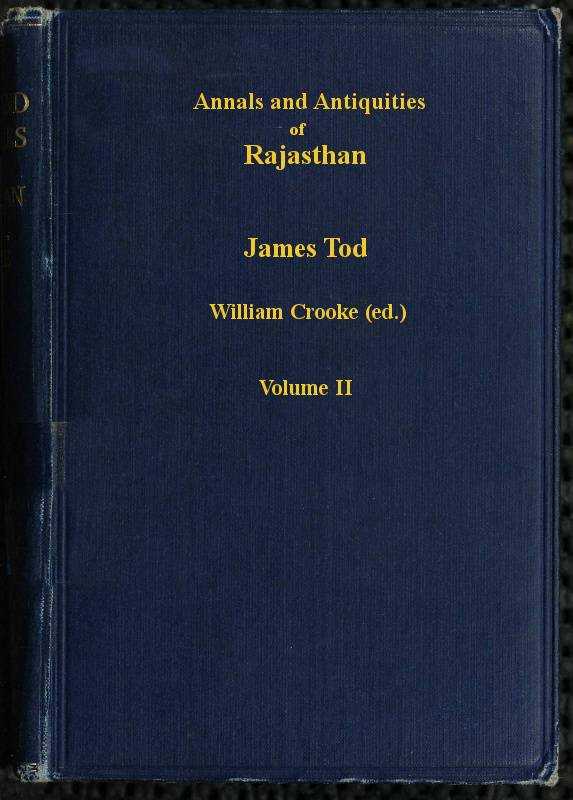 Annals and Antiquities
of
Rajasthan
James Tod
William Crooke (ed.)
Volume II